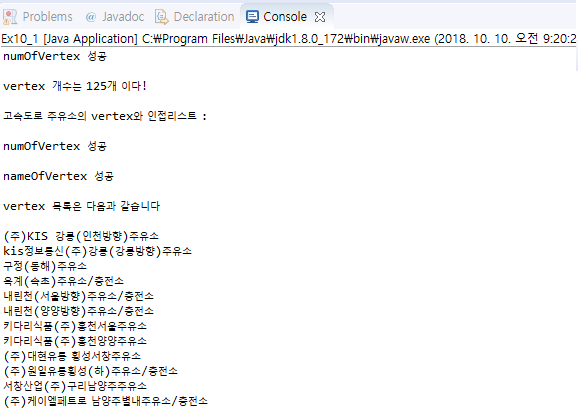 Problems @ Javadoc Declaration Console
Ex10_1 [Java Application] C:₩Program Files₩Java₩jdk1.8.0_172₩bin₩javaw.exe (2018. 10. 10. 오전 9:20:2
numOfVertex 성공
vertex 개수는 125개 이다!
고속도로 주유소의 vertex와 인접리스트 :
numOfVertex 성공
nameOfVertex 성공
vertex 목록은 다음과 같습니다
(주)KIS 강릉(인천방향)주유소
kis정보통신(주)강릉(강릉방향)주유소
구정(동해)주유소
옥계(속초)주유소/충전소
내린천(서울방향)주유소/충전소
내린천(양양방향)주유소/충전소
키다리식품(주)홍천서울주유소
키다리식품(주)홍천양양주유소
(주)대현유통 횡성서창주유소
(주)원일유통횡성(하)주유소/충전소
서창산업(주)구리남양주주유소
(주)케이엘페트로 남양주별내주유소/충전소